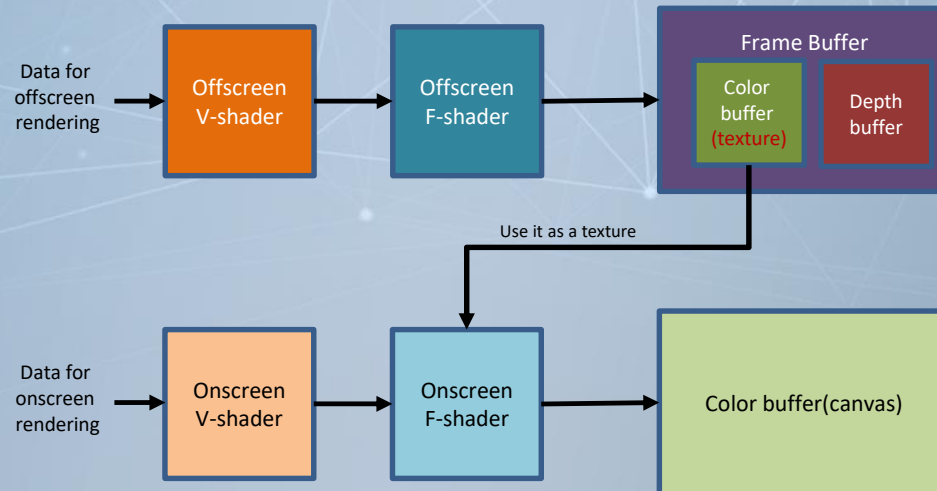 Data for
offscreen
rendering
Offscreen
V-shader
Offscreen
F-shader
Frame Buffer
Color
buffer
(texture)
Depth
buffer
Use it as a texture
Data for
onscreen
rendering
Onscreen
V-shader
Onscreen
F-shader
Color buffer(canvas)